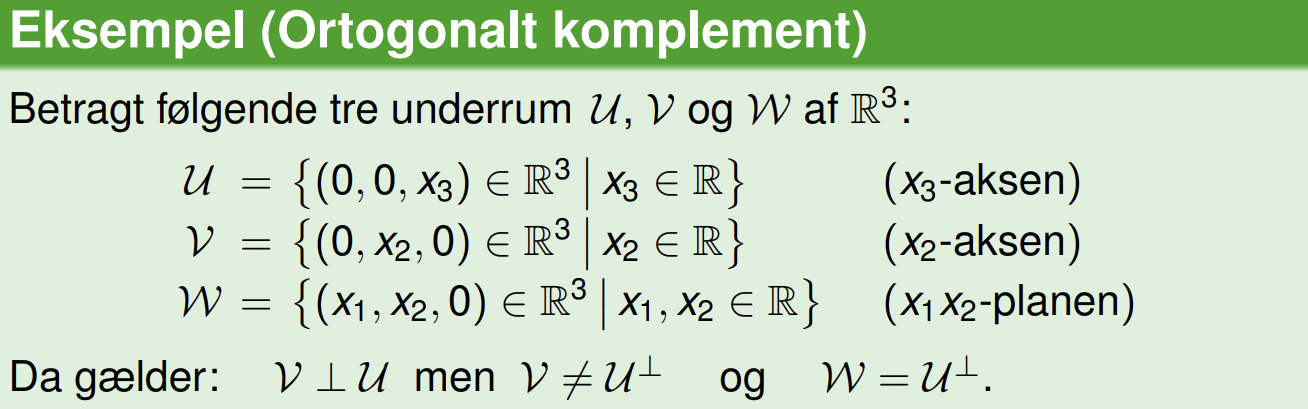 Eksempel (Ortogonalt komplement)
Betragt følgende tre underrum 𝒰, 𝒱 og 𝒲 af ℝ³:
𝒰 = {(0, 0, x₃) ∈ ℝ³ | x₃ ∈ ℝ} (x₃-aksen)
𝒱 = {(0, x₂, 0) ∈ ℝ³ | x₂ ∈ ℝ} (x₂-aksen)
𝒲 = {(x₁, x₂, 0) ∈ ℝ³ | x₁, x₂ ∈ ℝ} (x₁x₂-planen)
Da gælder: 𝒱 ⊥ 𝒰 men 𝒱 ≠ 𝒰^⊥ og 𝒲 = 𝒰^⊥.